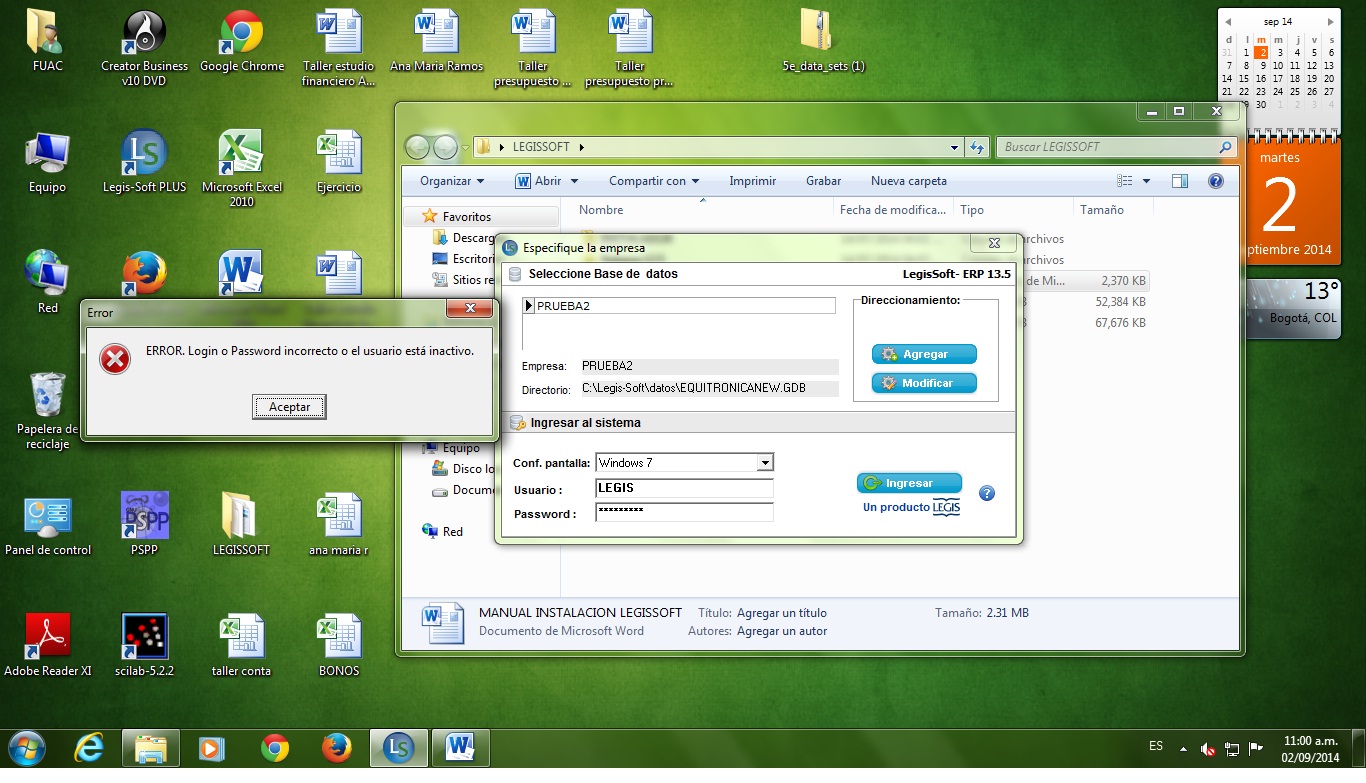 FUAC
Creator Business
v10 DVD
Google Chrome
Taller estudio
financiero A...
Ana Maria Ramos
Taller
presupuesto ...
Taller
presupuesto pr...
5e_data_sets (1)
sep 14
d l m m j v s
31 1 2 3 4 5 6
7 8 9 10 11 12 13
14 15 16 17 18 19 20
21 22 23 24 25 26 27
28 29 30 1 2 3 4
martes
2
ptiembre 2014
13°
Bogotá, COL
Equipo
Legis-Soft PLUS
Microsoft Excel
2010
Ejercicio
Red
Papelera de
reciclaje
Panel de control
PSPP
LEGISSOFT
ana maria r
Adobe Reader XI
scilab-5.2.2
taller conta
BONOS
LEGISSOFT
Buscar LEGISSOFT
Organizar
Abrir
Compartir con
Imprimir
Grabar
Nueva carpeta
Nombre
Fecha de modifica...
Tipo
Tamaño
Favoritos
Descarg
Escritori
Sitios re
archivos
archivos
de Mi...
2,370 KB
52,384 KB
67,676 KB
Equipo
Disco lo
Docume
Red
MANUAL INSTALACION LEGISSOFT
Título: Agregar un título
Tamaño: 2.31 MB
Documento de Microsoft Word
Autores: Agregar un autor
Especifique la empresa
Seleccione Base de datos
LegisSoft- ERP 13.5
PRUEBA2
Direccionamiento:
Agregar
Modificar
Empresa: PRUEBA2
Directorio: C:\Legis-Soft\datos\EQUITRONICANEW.GDB
Ingresar al sistema
Conf. pantalla: Windows 7
Usuario : LEGIS
Password : *********
Ingresar
Un producto LEGIS
Error
ERROR. Login o Password incorrecto o el usuario está inactivo.
Aceptar
ES
11:00 a.m.
02/09/2014